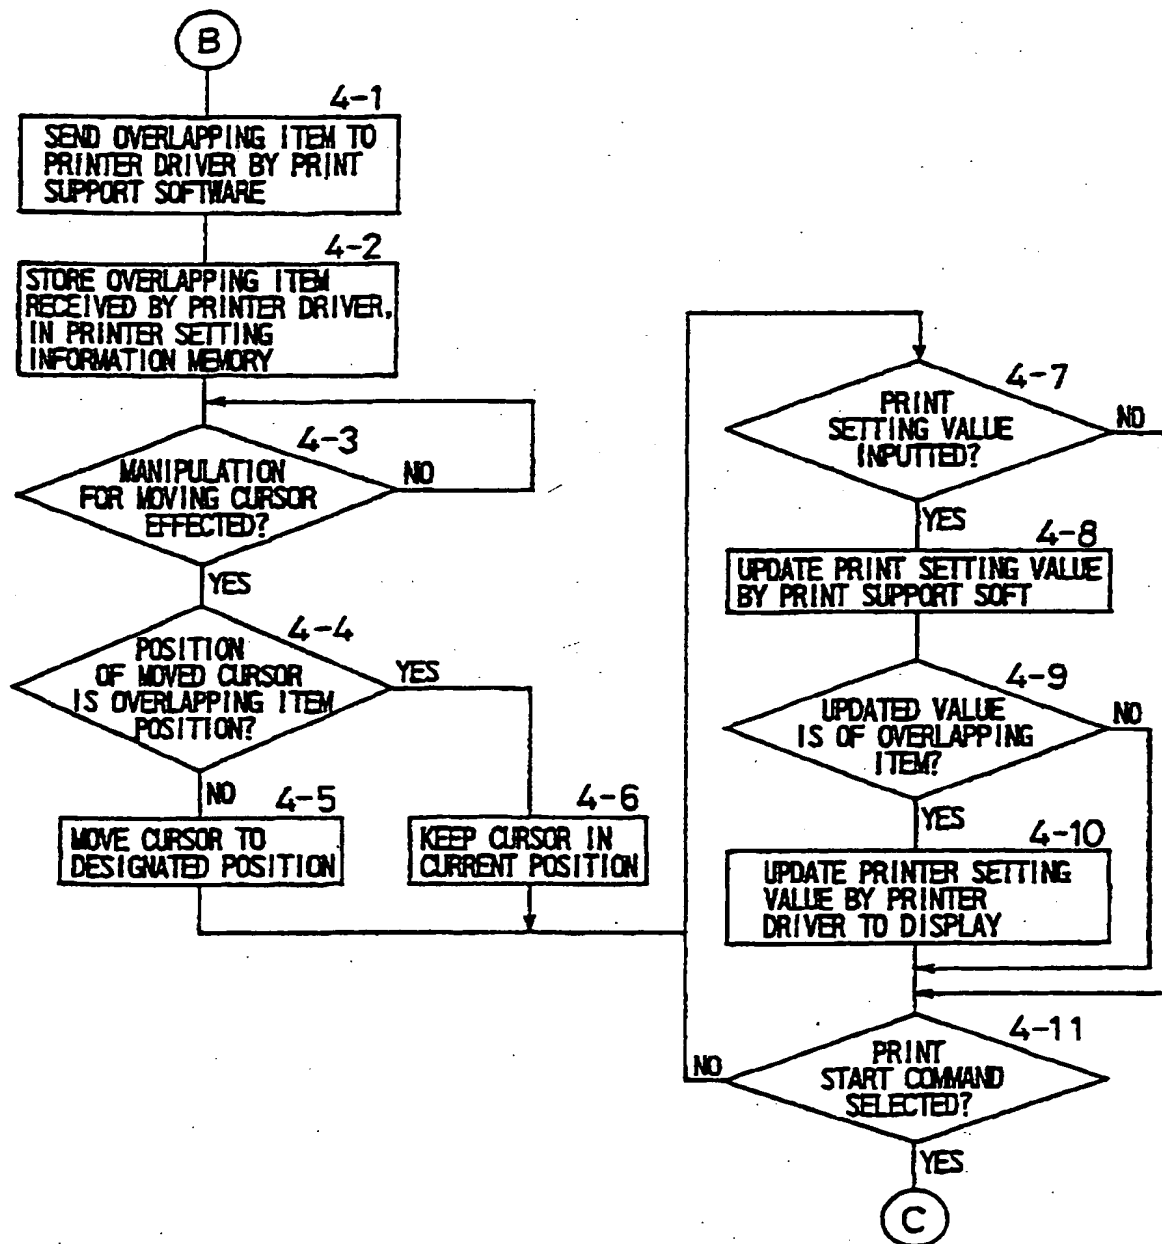 B
4-1
SEND OVERLAPPING ITEM TO
PRINTER DRIVER BY PRINT
SUPPORT SOFTWARE
4-2
STORE OVERLAPPING ITEM
RECEIVED BY PRINTER DRIVER,
IN PRINTER SETTING
INFORMATION MEMORY
4-3
MANIPULATION
FOR MOVING CURSOR
EFFECTED?
NO
YES
4-4
POSITION
OF MOVED CURSOR
IS OVERLAPPING ITEM
POSITION?
YES
NO
4-5
MOVE CURSOR TO
DESIGNATED POSITION
4-6
KEEP CURSOR IN
CURRENT POSITION
4-7
PRINT
SETTING VALUE
INPUTTED?
NO
YES
4-8
UPDATE PRINT SETTING VALUE
BY PRINT SUPPORT SOFT
4-9
UPDATED VALUE
IS OF OVERLAPPING
ITEM?
NO
YES
4-10
UPDATE PRINTER SETTING
VALUE BY PRINTER
DRIVER TO DISPLAY
4-11
PRINT
START COMMAND
SELECTED?
NO
YES
C